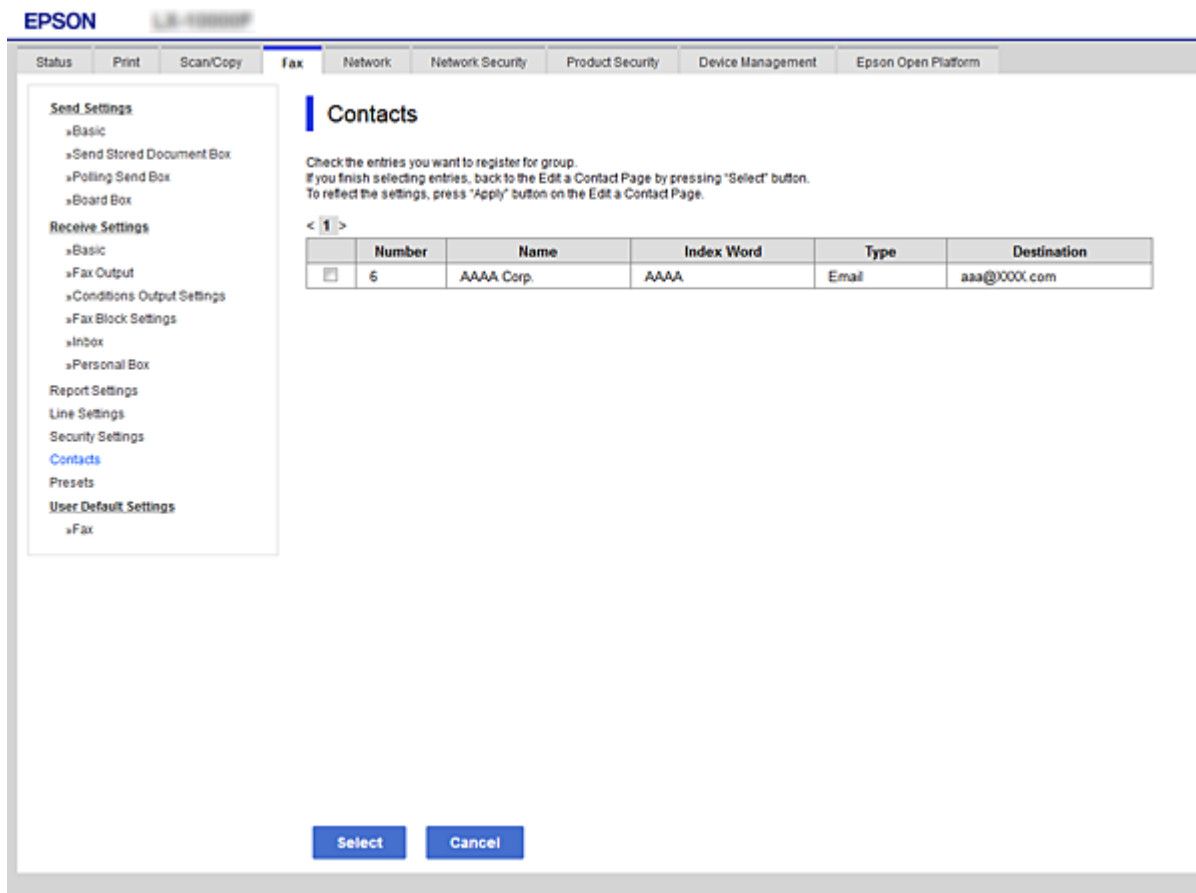 EPSON
Status Print Scan/Copy Fax Network Network Security Product Security Device Management Epson Open Platform
Send Settings
»Basic
»Send Stored Document Box
»Polling Send Box
»Board Box
Receive Settings
»Basic
»Fax Output
»Conditions Output Settings
»Fax Block Settings
»Inbox
»Personal Box
Report Settings
Line Settings
Security Settings
Contacts
Presets
User Default Settings
»Fax
Contacts
Check the entries you want to register for group.
If you finish selecting entries, back to the Edit a Contact Page by pressing "Select" button.
To reflect the settings, press "Apply" button on the Edit a Contact Page.
< 1 >
Number Name Index Word Type Destination
6 AAAA Corp. AAAA Email aaa@XXXX.com
Select Cancel